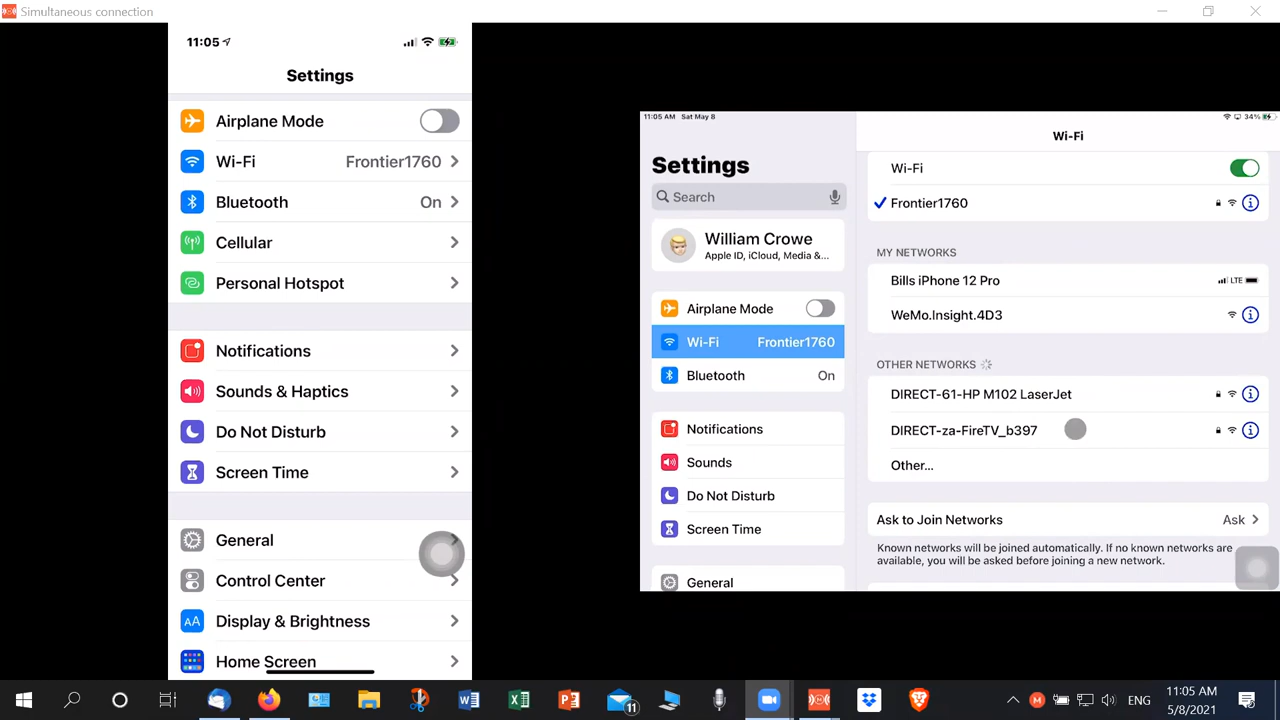 Simultaneous connection
11:05
Settings
Airplane Mode
Wi-Fi Frontier1760
Bluetooth On
Cellular
Personal Hotspot
Notifications
Sounds & Haptics
Do Not Disturb
Screen Time
General
Control Center
AA Display & Brightness
Home Screen
11:05 AM Sat May 8
34%
Settings
Search
William Crowe
Apple ID, iCloud, Media &...
Airplane Mode
Wi-Fi Frontier1760
Bluetooth On
Notifications
Sounds
Do Not Disturb
Screen Time
General
Wi-Fi
Wi-Fi
Frontier1760
MY NETWORKS
Bills iPhone 12 Pro LTE
WeMo.Insight.4D3
OTHER NETWORKS
DIRECT-61-HP M102 LaserJet
DIRECT-za-FireTV_b397
Other...
Ask to Join Networks Ask
Known networks will be joined automatically. If no known networks are
available, you will be asked before joining a new network.
11
ENG
11:05 AM
5/8/2021